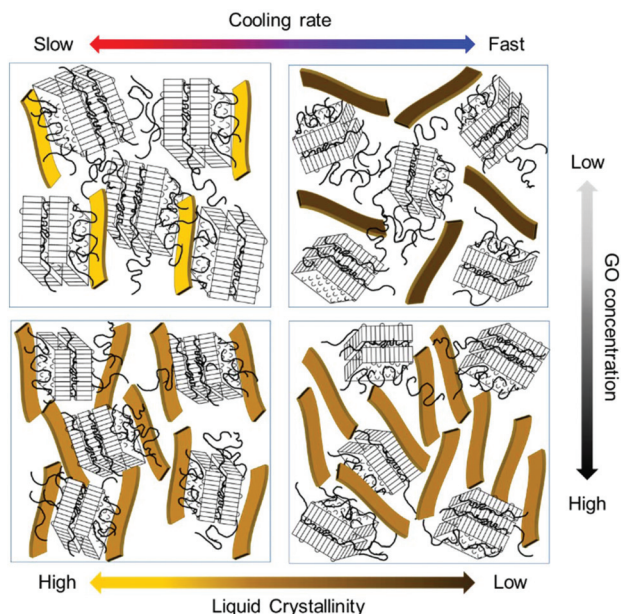 Cooling rate
Slow
Fast
Low
GO concentration
High
High
Low
Liquid Crystallinity